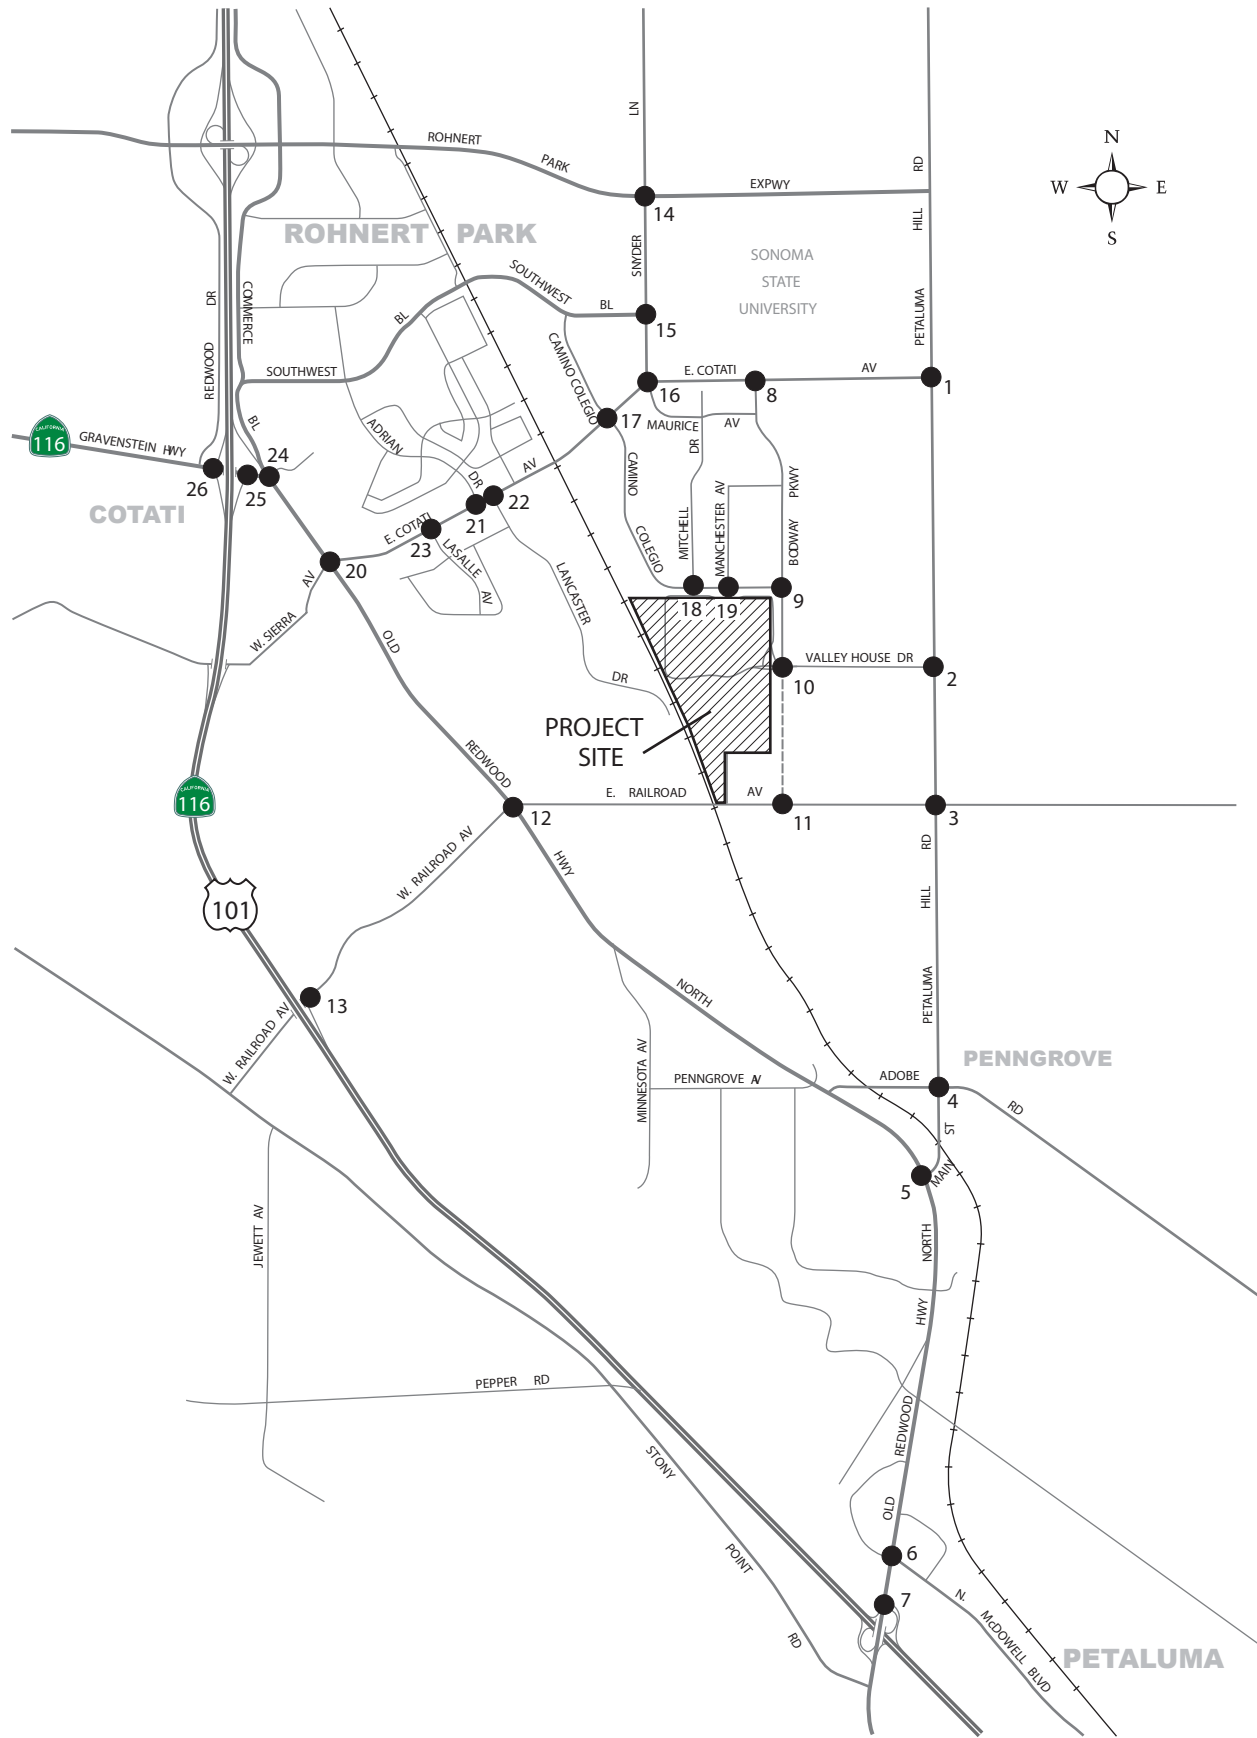 LN
RD
N
W E
S
ROHNERT
PARK
EXPWY
14
HILL
ROHNERT PARK
SNYDER
SONOMA
STATE
UNIVERSITY
SOUTHWEST
BL
15
DR
COMMERCE
BL
PETALUMA
REDWOOD
SOUTHWEST
CAMINO COLEGIO
16
E. COTATI
8
AV
1
CALIFORNIA
116
GRAVENSTEIN HWY
BL
ADRIAN
17
MAURICE
AV
DR
24
26
25
COTATI
DR
AV
22
21
E. COTATI
23
CAMINO
COLEGIO
MITCHELL
MANCHESTER AV
PKWY
BODWAY
20
LASALLE
AV
LANCASTER
DR
18
19
9
W. SIERRA
AV
OLD
VALLEY HOUSE DR
10
2
PROJECT
SITE
REDWOOD
CALIFORNIA
116
E. RAILROAD
AV
12
11
3
RD
W. RAILROAD AV
HWY
HILL
101
NORTH
PETALUMA
13
W. RAILROAD AV
MINNESOTA AV
PENNGROVE AV
ADOBE
PENNGROVE
4
RD
ST
MAIN
5
JEWETT AV
NORTH
HWY
PEPPER RD
REDWOOD
STONY
OLD
POINT
6
7
N.
McDOWELL BLVD
RD
PETALUMA